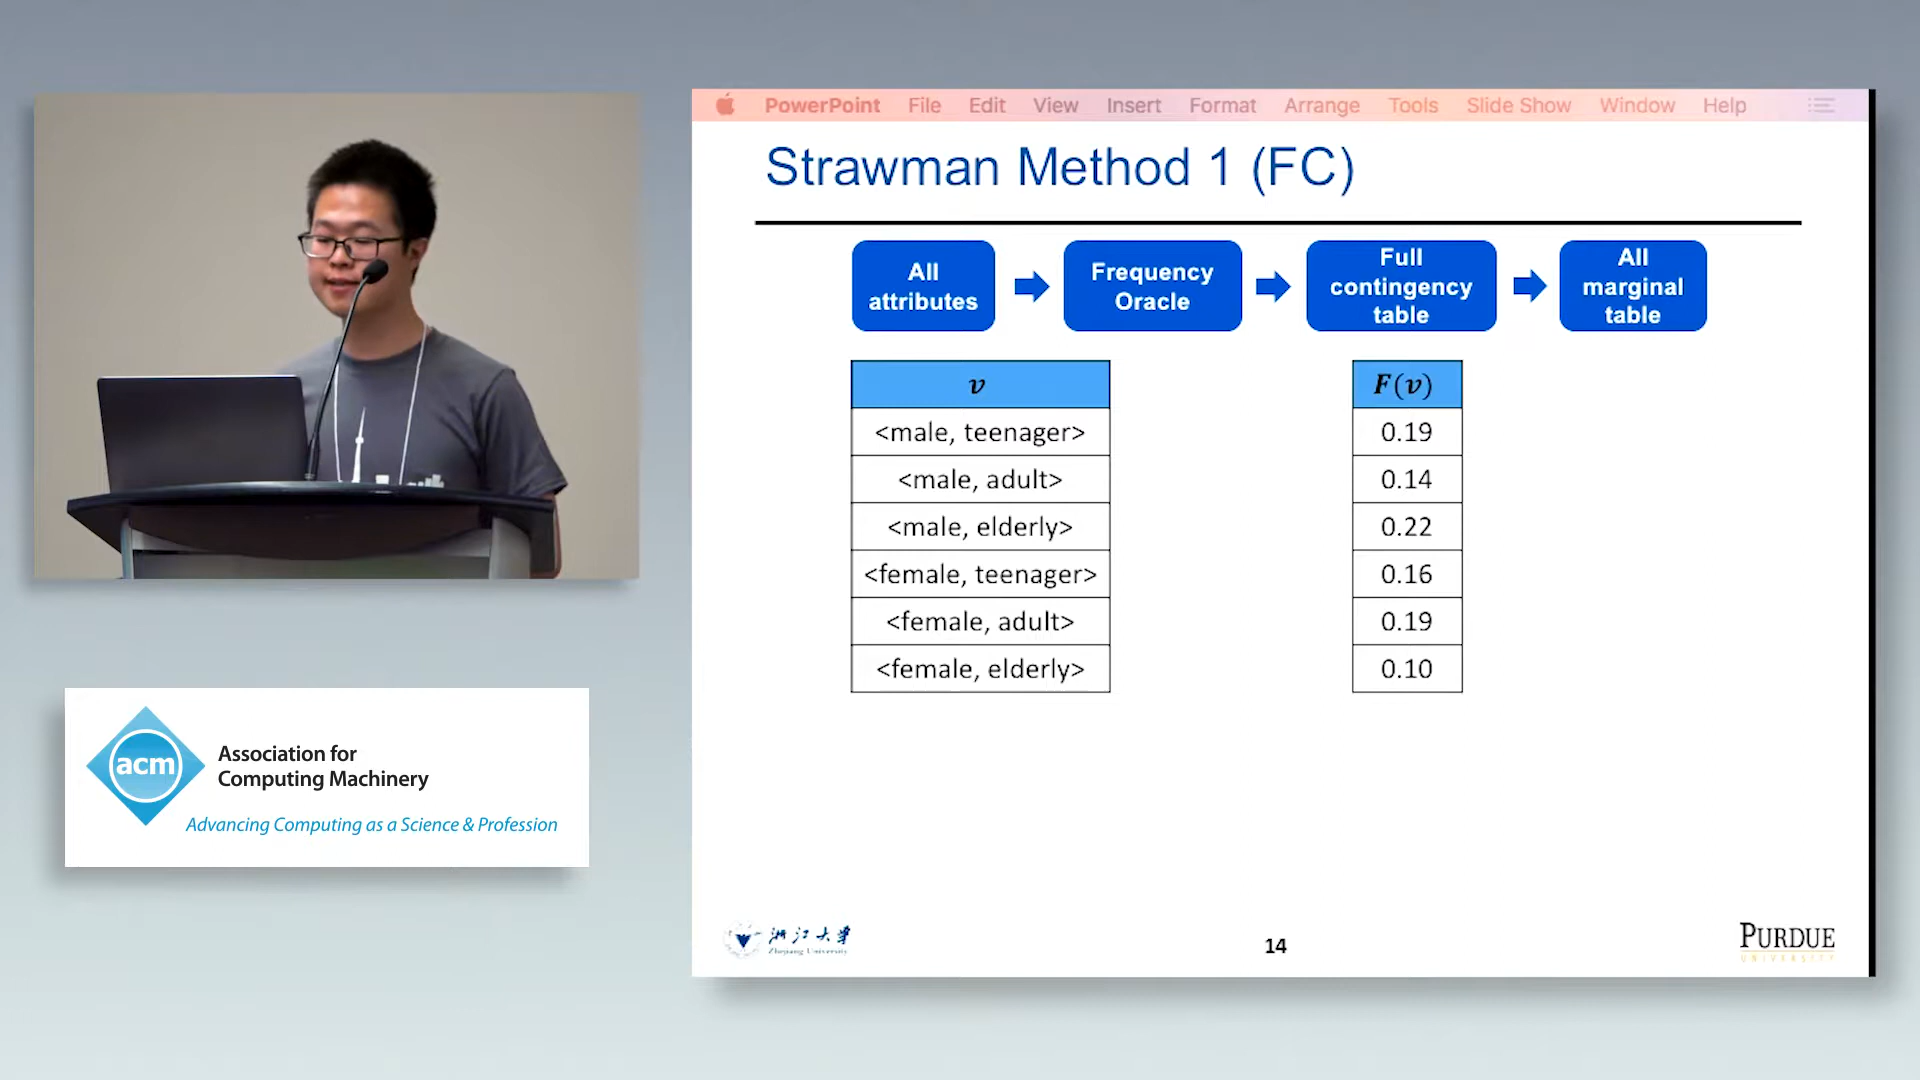 PowerPoint File Edit View Insert Format Arrange Tools Slide Show Window Help
Strawman Method 1 (FC)
All
attributes
Frequency
Oracle
Full
contingency
table
All
marginal
table
v
<male, teenager>
<male, adult>
<male, elderly>
<female, teenager>
<female, adult>
<female, elderly>
F(v)
0.19
0.14
0.22
0.16
0.19
0.10
acm
Association for
Computing Machinery
Advancing Computing as a Science & Profession
浙江大学
Zhejiang University
14
PURDUE
UNIVERSITY